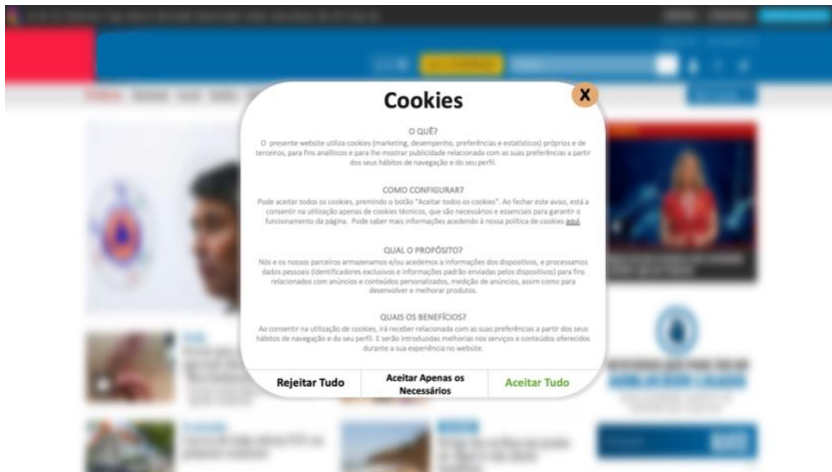 Cookies
X
O QUÊ?
O presente website utiliza cookies (marketing, desempenho, preferências e estatísticos) próprios e de
terceiros, para fins analíticos e para lhe mostrar publicidade relacionada com as suas preferências a partir
dos seus hábitos de navegação e do seu perfil.
COMO CONFIGURAR?
Pode aceitar todos os cookies, premindo o botão "Aceitar todos os cookies". Ao fechar este aviso, está a
consentir na utilização apenas de cookies técnicos, que são necessários e essenciais para garantir o
funcionamento da página. Pode saber mais informações acedendo à nossa política de cookies aqui.
QUAL O PROPÓSITO?
Nós e os nossos parceiros armazenamos e/ou acedemos a informações dos dispositivos, e processamos
dados pessoais (identificadores exclusivos e informações padrão enviadas pelos dispositivos) para fins
relacionados com anúncios e conteúdos personalizados, medição de anúncios, assim como para
desenvolver e melhorar produtos.
QUAIS OS BENEFÍCIOS?
Ao consentir na utilização de cookies, irá receber relacionada com as suas preferências a partir dos seus
hábitos de navegação e do seu perfil. E serão introduzidas melhorias nos serviços e conteúdos oferecidos
durante a sua experiência no website.
Rejeitar Tudo
Aceitar Apenas os
Necessários
Aceitar Tudo